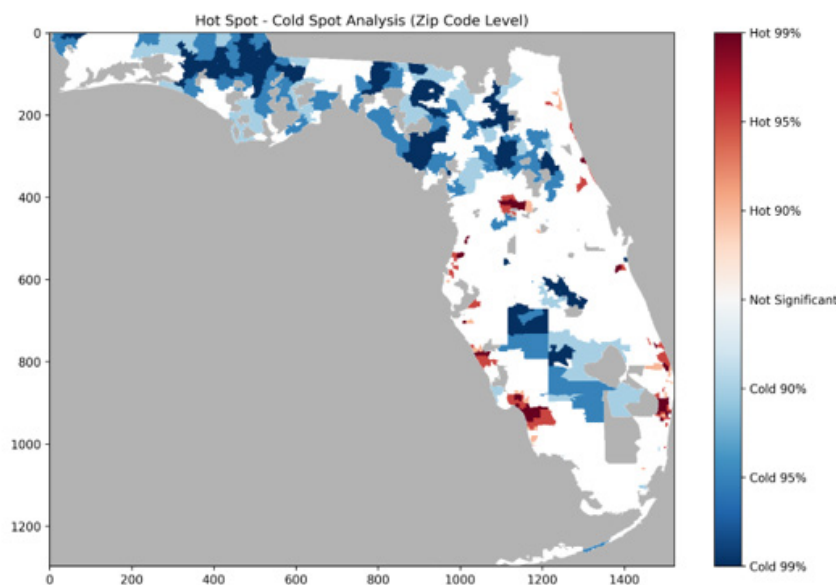 Hot Spot - Cold Spot Analysis (Zip Code Level)
0
200
400
600
800
1000
1200
0
200
400
600
800
1000
1200
1400
Hot 99%
Hot 95%
Hot 90%
Not Significant
Cold 90%
Cold 95%
Cold 99%